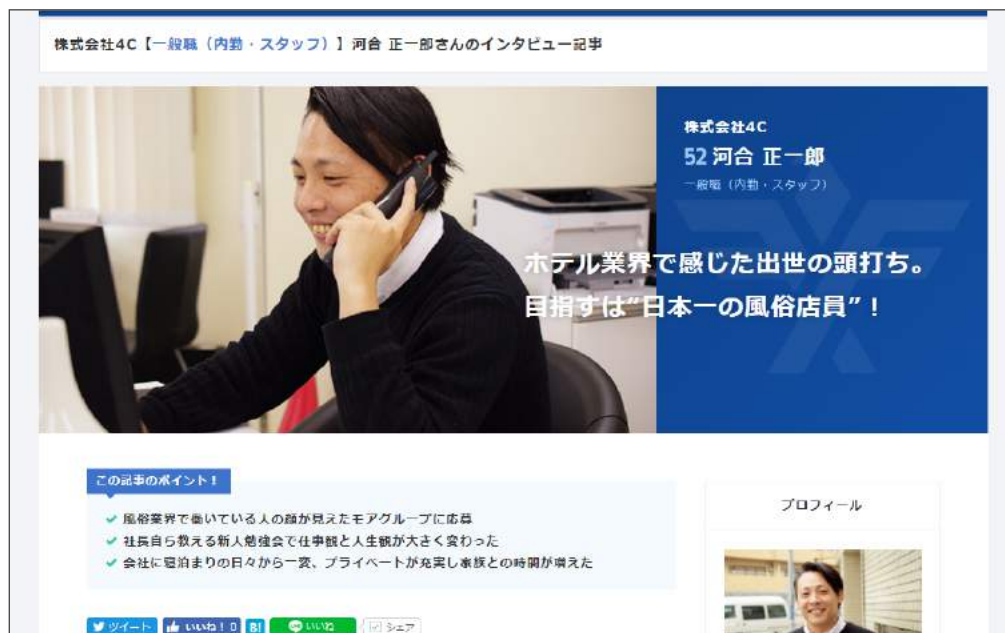 株式会社4C【一般職（内勤・スタッフ）】河合 正一郎さんのインタビュー記事
株式会社4C
52 河合 正一郎
一般職（内勤・スタッフ）
ホテル業界で感じた出世の頭打ち。
目指すは”日本一の風俗店員”！
この記事のポイント！
風俗業界で働いている人の顔が見えたモアグループに応募
社長自ら教える新人勉強会で仕事観と人生観が大きく変わった
会社に寝泊まりの日々から一変、プライベートが充実し家族との時間が増えた
プロフィール
ツイート いいね！ 0 B! いいね シェア